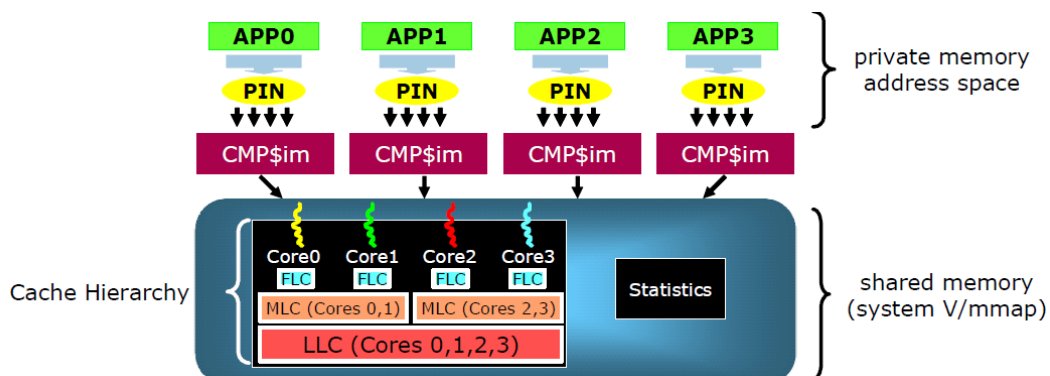 APP0 APP1 APP2 APP3
private memory
address space
PIN PIN PIN PIN
CMP$im CMP$im CMP$im CMP$im
Core0 Core1 Core2 Core3
FLC FLC FLC FLC
Cache Hierarchy
MLC (Cores 0,1) MLC (Cores 2,3)
LLC (Cores 0,1,2,3)
Statistics
shared memory
(system V/mmap)